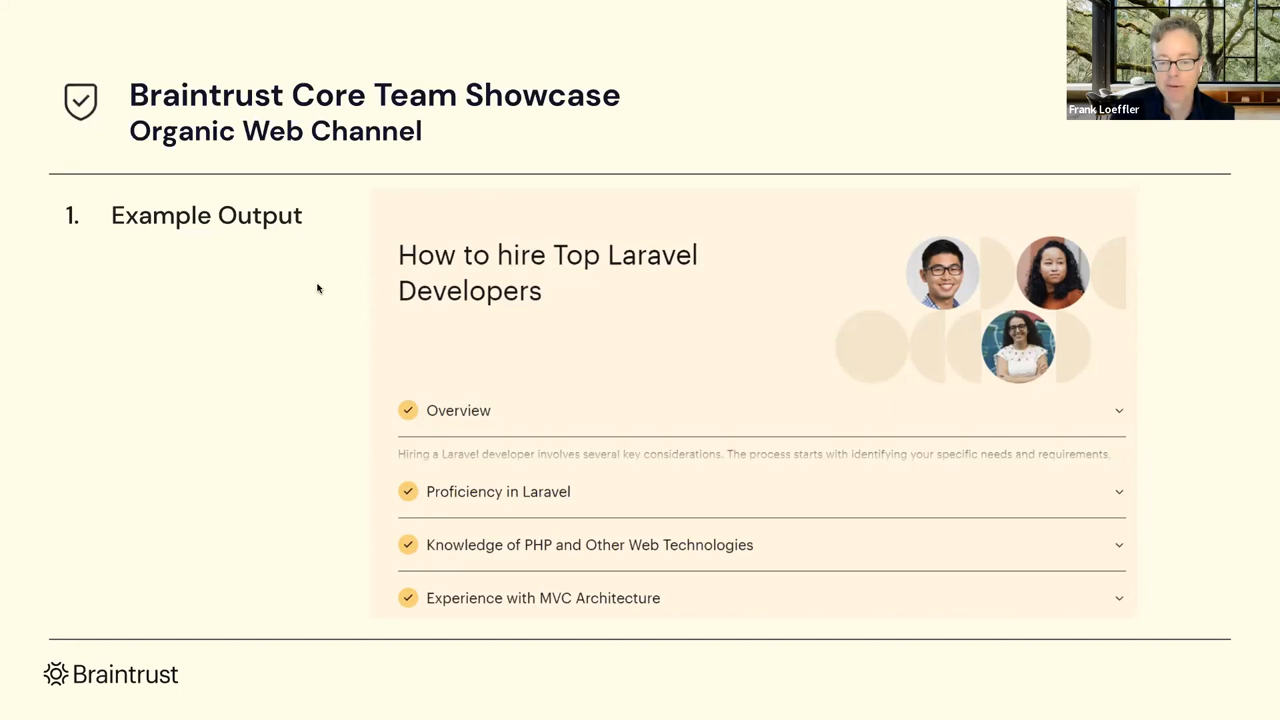 Braintrust Core Team Showcase
Organic Web Channel
Frank Loeffler
1. Example Output
How to hire Top Laravel
Developers
Overview
Hiring a Laravel developer involves several key considerations. The process starts with identifying your specific needs and requirements,
Proficiency in Laravel
Knowledge of PHP and Other Web Technologies
Experience with MVC Architecture
Braintrust